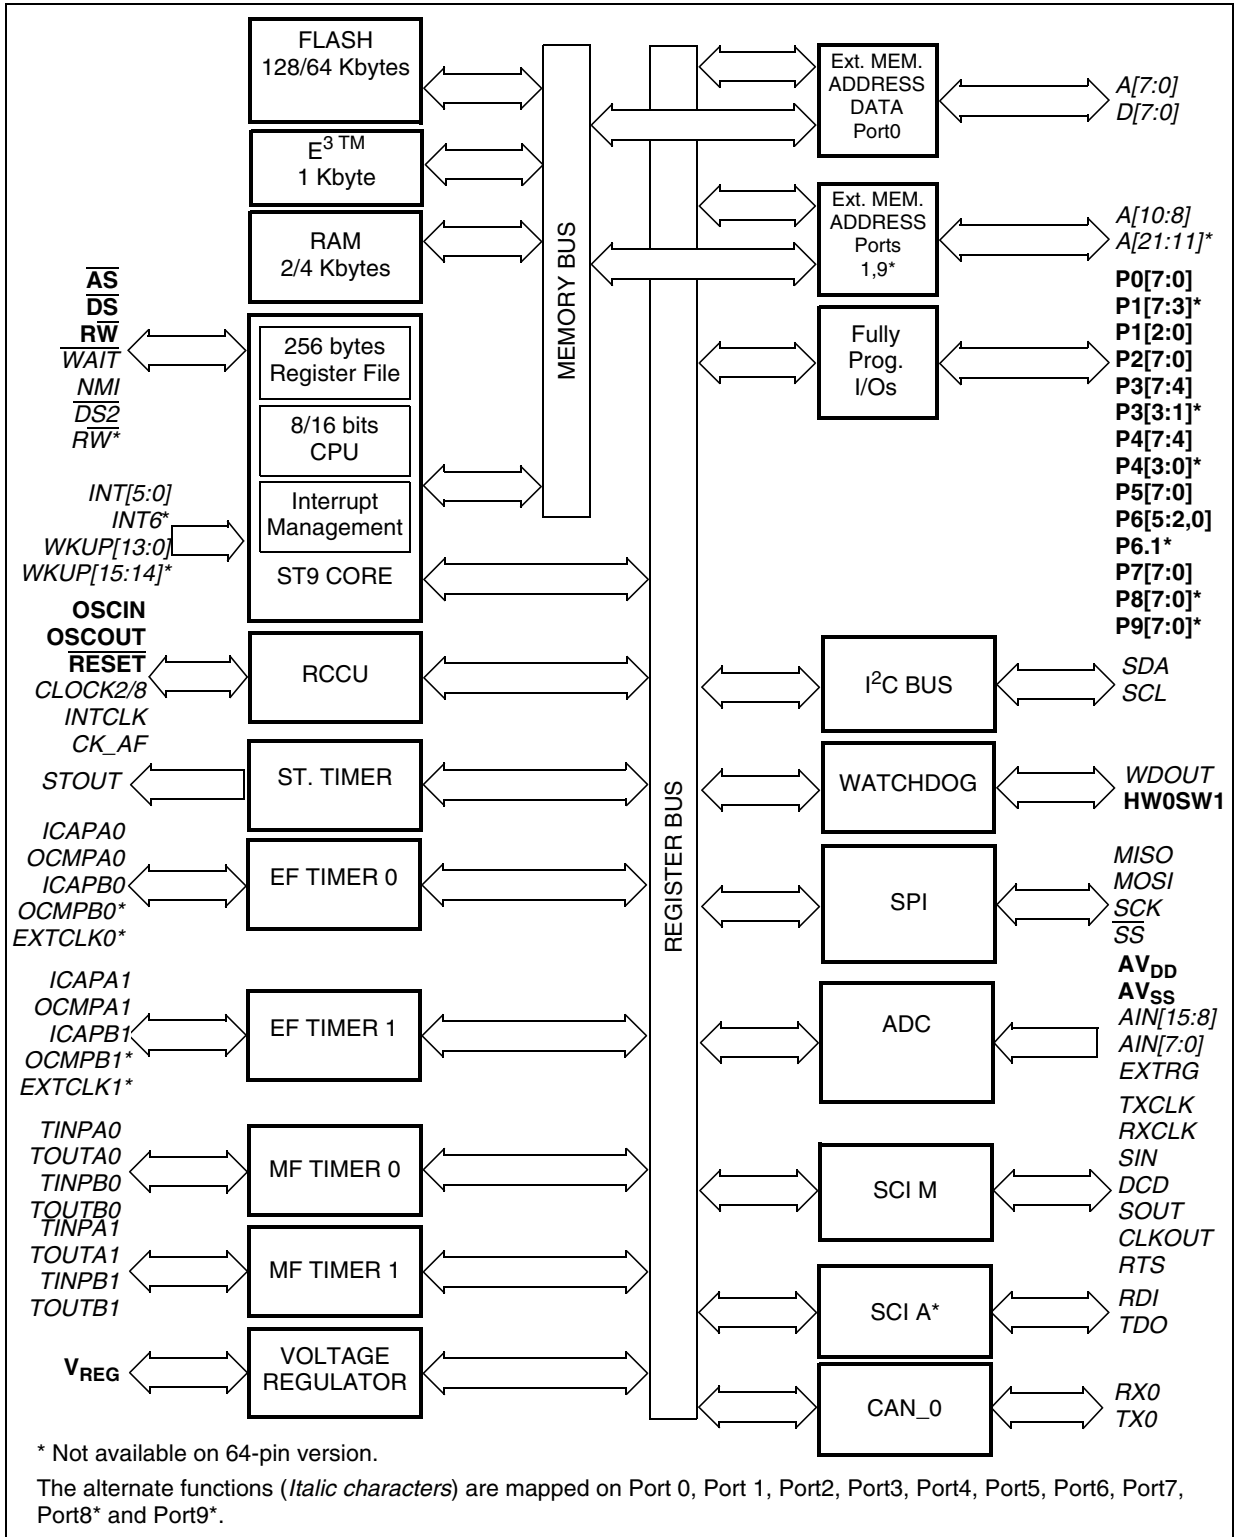 FLASH
128/64 Kbytes
E3 TM
1 Kbyte
RAM
2/4 Kbytes
AS
DS
RW
WAIT
NMI
DS2
RW*
256 bytes
Register File
8/16 bits
CPU
Interrupt
Management
ST9 CORE
INT[5:0]
INT6*
WKUP[13:0]
WKUP[15:14]*
OSCIN
OSCOUT
RESET
CLOCK2/8
INTCLK
CK_AF
RCCU
STOUT
ST. TIMER
ICAPA0
OCMPA0
ICAPB0
OCMPB0*
EXTCLK0*
EF TIMER 0
ICAPA1
OCMPA1
ICAPB1
OCMPB1*
EXTCLK1*
EF TIMER 1
TINPA0
TOUTA0
TINPB0
TOUTB0
MF TIMER 0
TINPA1
TOUTA1
TINPB1
TOUTB1
MF TIMER 1
VREG
VOLTAGE
REGULATOR
MEMORY BUS
REGISTER BUS
Ext. MEM.
ADDRESS
DATA
Port0
A[7:0]
D[7:0]
Ext. MEM.
ADDRESS
Ports
1,9*
A[10:8]
A[21:11]*
Fully
Prog.
I/Os
P0[7:0]
P1[7:3]*
P1[2:0]
P2[7:0]
P3[7:4]
P3[3:1]*
P4[7:4]
P4[3:0]*
P5[7:0]
P6[5:2,0]
P6.1*
P7[7:0]
P8[7:0]*
P9[7:0]*
I2C BUS
SDA
SCL
WATCHDOG
WDOUT
HW0SW1
SPI
MISO
MOSI
SCK
SS
ADC
AVDD
AVSS
AIN[15:8]
AIN[7:0]
EXTRG
SCI M
TXCLK
RXCLK
SIN
DCD
SOUT
CLKOUT
RTS
SCI A*
RDI
TDO
CAN_0
RX0
TX0
* Not available on 64-pin version.
The alternate functions (Italic characters) are mapped on Port 0, Port 1, Port2, Port3, Port4, Port5, Port6, Port7,
Port8* and Port9*.